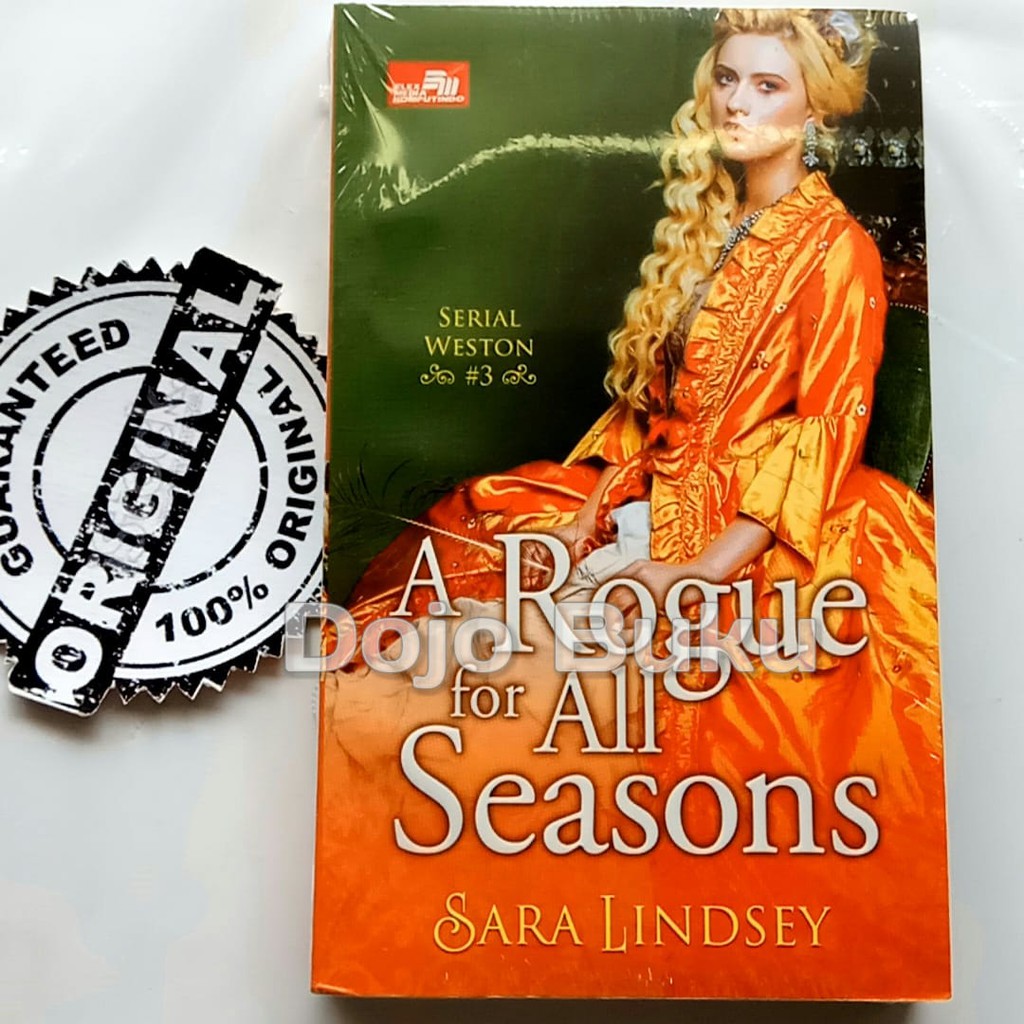 ELEX MEDIA
KOMPUTINDO
SERIAL
WESTON
#3
GUARANTEED
ORIGINAL
100% ORIGINAL
A Rogue
Dojo Buku
for All
Seasons
SARA LINDSEY